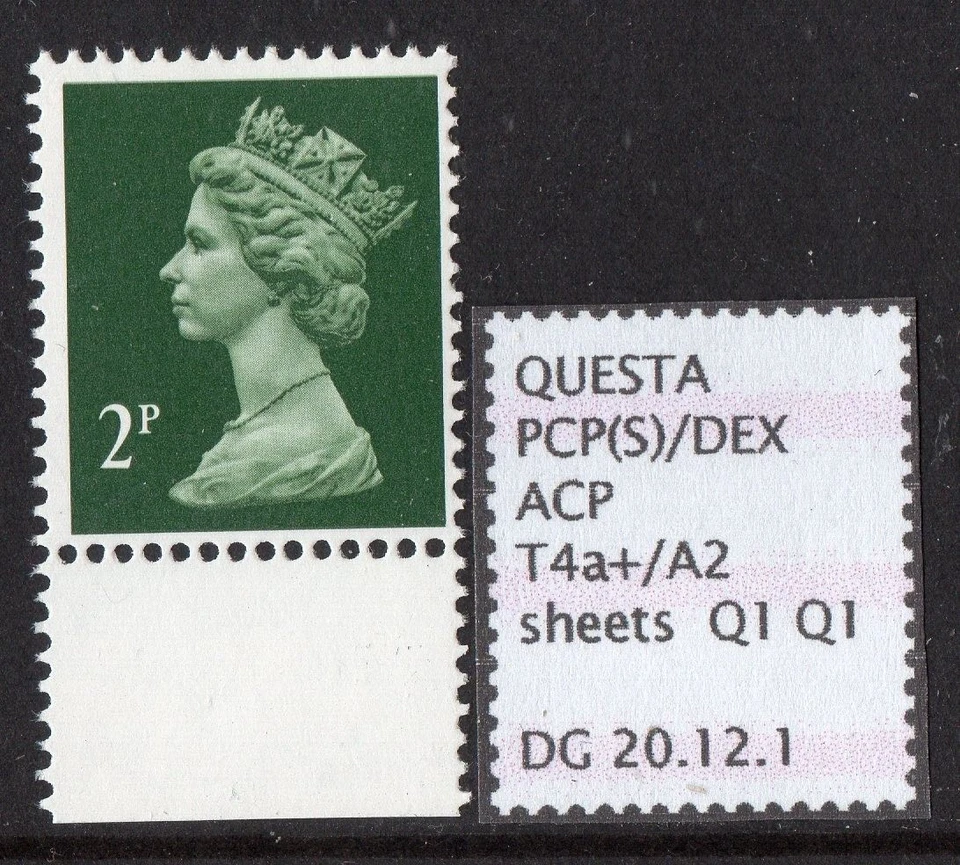 2P
QUESTA
PCP(S)/DEX
ACP
T4a+/A2
sheets Q1 Q1
DG 20.12.1